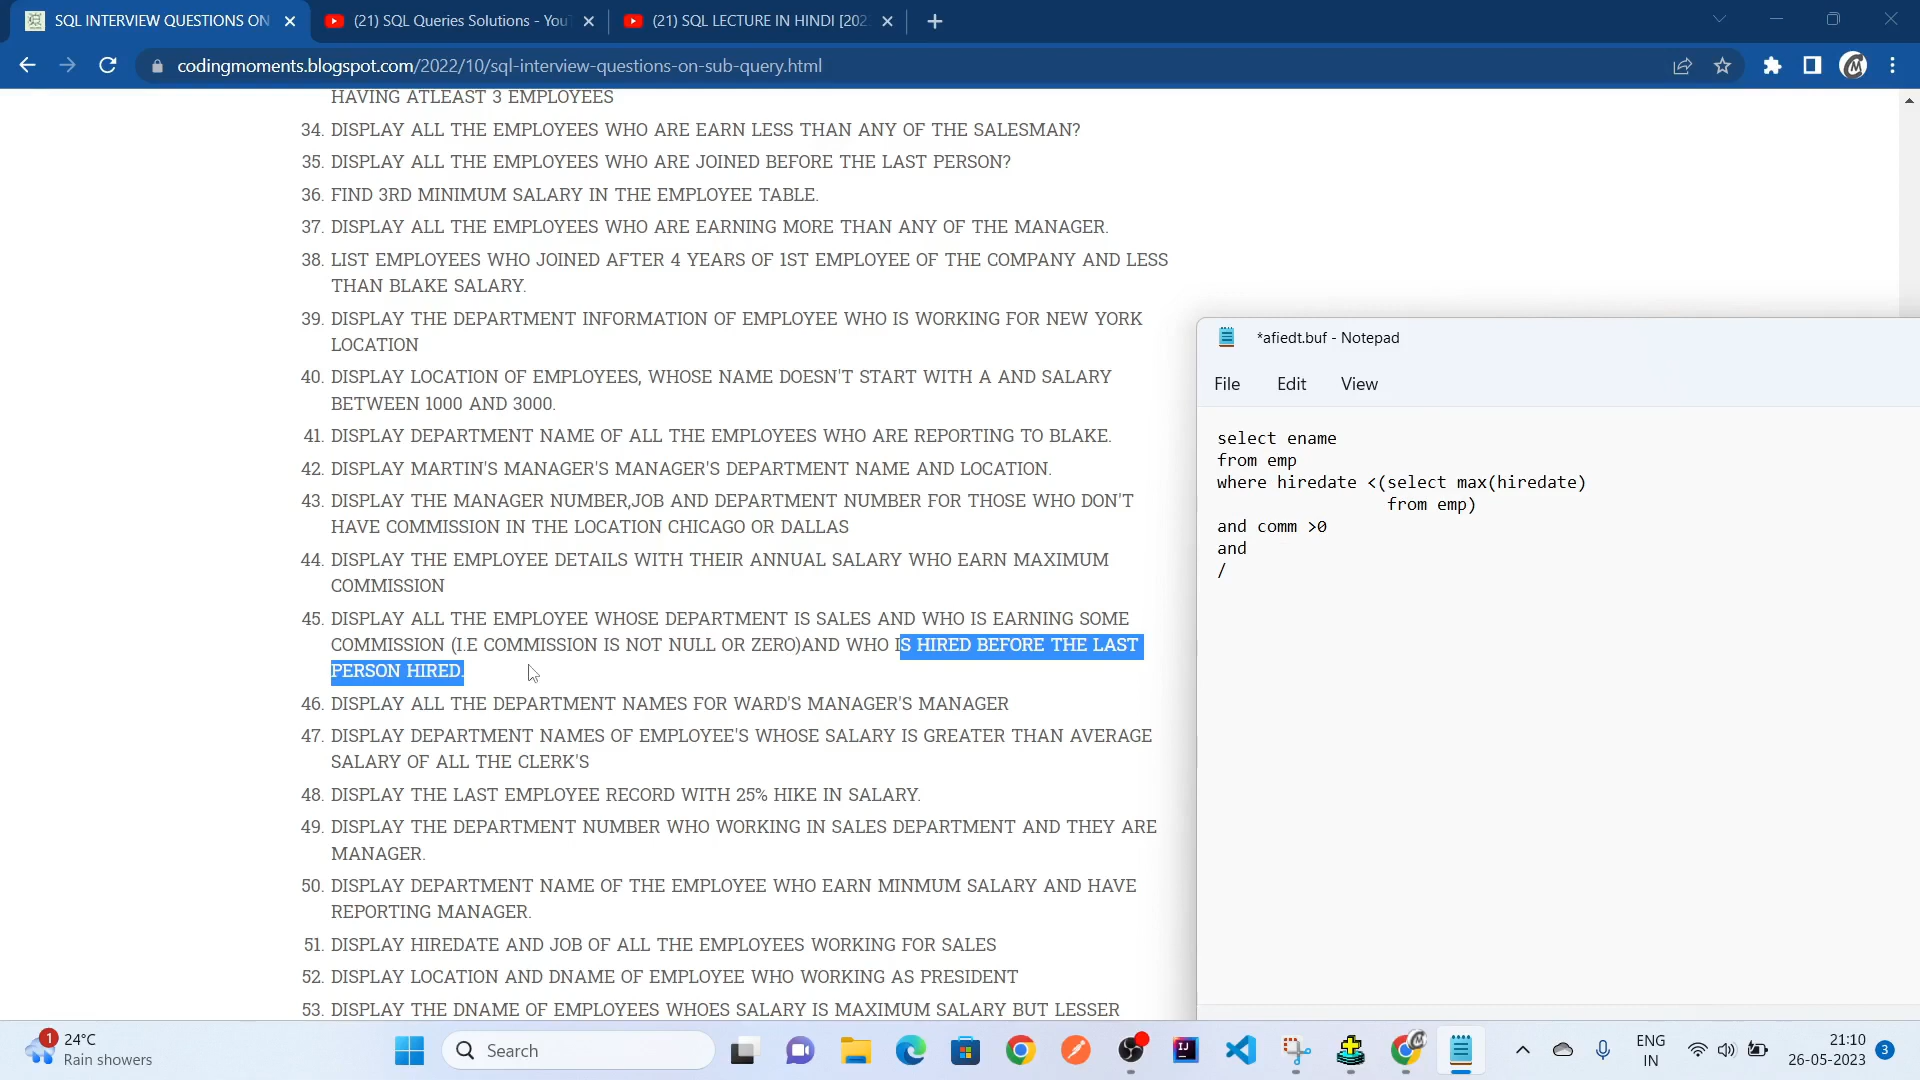 SQL INTERVIEW QUESTIONS ON
(21) SQL Queries Solutions - You
(21) SQL LECTURE IN HINDI [202
codingmoments.blogspot.com/2022/10/sql-interview-questions-on-sub-query.html
HAVING ATLEAST 3 EMPLOYEES
34. DISPLAY ALL THE EMPLOYEES WHO ARE EARN LESS THAN ANY OF THE SALESMAN?
35. DISPLAY ALL THE EMPLOYEES WHO ARE JOINED BEFORE THE LAST PERSON?
36. FIND 3RD MINIMUM SALARY IN THE EMPLOYEE TABLE.
37. DISPLAY ALL THE EMPLOYEES WHO ARE EARNING MORE THAN ANY OF THE MANAGER.
38. LIST EMPLOYEES WHO JOINED AFTER 4 YEARS OF 1ST EMPLOYEE OF THE COMPANY AND LESS
THAN BLAKE SALARY.
39. DISPLAY THE DEPARTMENT INFORMATION OF EMPLOYEE WHO IS WORKING FOR NEW YORK
LOCATION
40. DISPLAY LOCATION OF EMPLOYEES, WHOSE NAME DOESN'T START WITH A AND SALARY
BETWEEN 1000 AND 3000.
41. DISPLAY DEPARTMENT NAME OF ALL THE EMPLOYEES WHO ARE REPORTING TO BLAKE.
42. DISPLAY MARTIN'S MANAGER'S MANAGER'S DEPARTMENT NAME AND LOCATION.
43. DISPLAY THE MANAGER NUMBER,JOB AND DEPARTMENT NUMBER FOR THOSE WHO DON'T
HAVE COMMISSION IN THE LOCATION CHICAGO OR DALLAS
44. DISPLAY THE EMPLOYEE DETAILS WITH THEIR ANNUAL SALARY WHO EARN MAXIMUM
COMMISSION
45. DISPLAY ALL THE EMPLOYEE WHOSE DEPARTMENT IS SALES AND WHO IS EARNING SOME
COMMISSION (I.E COMMISSION IS NOT NULL OR ZERO)AND WHO IS HIRED BEFORE THE LAST
PERSON HIRED.
46. DISPLAY ALL THE DEPARTMENT NAMES FOR WARD'S MANAGER'S MANAGER
47. DISPLAY DEPARTMENT NAMES OF EMPLOYEE'S WHOSE SALARY IS GREATER THAN AVERAGE
SALARY OF ALL THE CLERK'S
48. DISPLAY THE LAST EMPLOYEE RECORD WITH 25% HIKE IN SALARY.
49. DISPLAY THE DEPARTMENT NUMBER WHO WORKING IN SALES DEPARTMENT AND THEY ARE
MANAGER.
50. DISPLAY DEPARTMENT NAME OF THE EMPLOYEE WHO EARN MINMUM SALARY AND HAVE
REPORTING MANAGER.
51. DISPLAY HIREDATE AND JOB OF ALL THE EMPLOYEES WORKING FOR SALES
52. DISPLAY LOCATION AND DNAME OF EMPLOYEE WHO WORKING AS PRESIDENT
53. DISPLAY THE DNAME OF EMPLOYEES WHOES SALARY IS MAXIMUM SALARY BUT LESSER
*afiedt.buf - Notepad
File Edit View
select ename
from emp
where hiredate <(select max(hiredate)
from emp)
and comm >0
and
/
1
24°C
Rain showers
Search
ENG
IN
21:10
26-05-2023
3